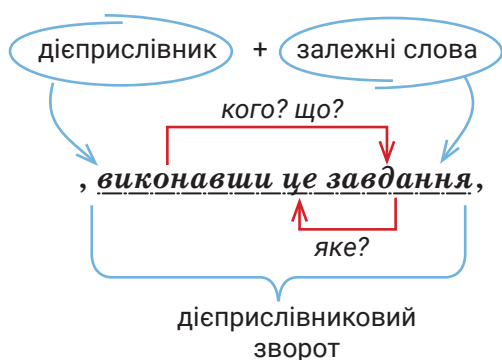 дієприслівник + залежні слова
кого? що?
, виконавши це завдання,
яке?
дієприслівниковий
зворот